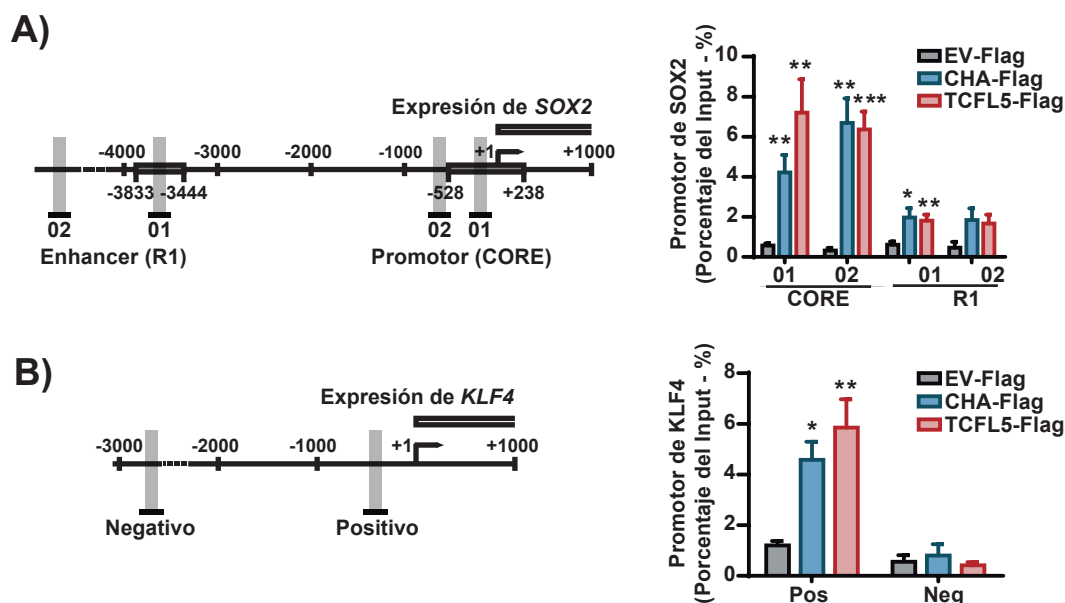 A)
Expresión de SOX2
-4000 -3000 -2000 -1000 +1 +1000
-3833 -3444 -528 +238
02 01 02 01
Enhancer (R1) Promotor (CORE)
Promotor de SOX2
(Porcentaje del Input - %)
10
8
6
4
2
0
EV-Flag
CHA-Flag
TCFL5-Flag
** ** ** *** * **
01 02 01 02
CORE R1
B)
Expresión de KLF4
-3000 -2000 -1000 +1 +1000
Negativo Positivo
Promotor de KLF4
(Porcentaje del Input - %)
8
6
4
2
0
EV-Flag
CHA-Flag
TCFL5-Flag
* **
Pos Neg